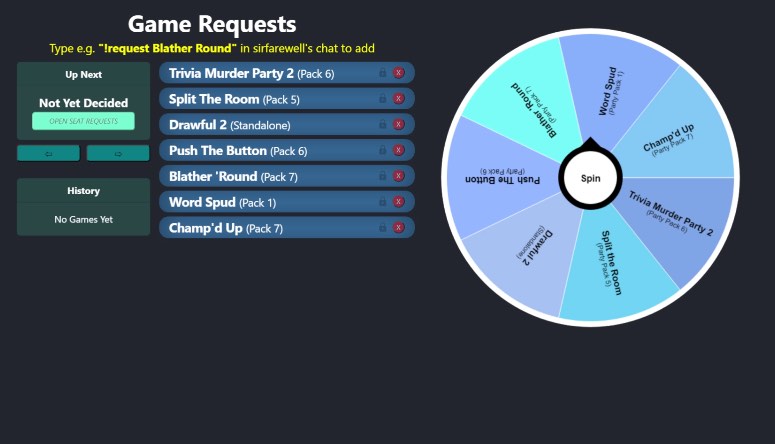 Game Requests
Type e.g. "!request Blather Round" in sirfarewell's chat to add
Up Next
Not Yet Decided
OPEN SEAT REQUESTS
⇦
⇨
History
No Games Yet
Trivia Murder Party 2 (Pack 6) X
Split The Room (Pack 5) X
Drawful 2 (Standalone) X
Push The Button (Pack 6) X
Blather 'Round (Pack 7) X
Word Spud (Pack 1) X
Champ'd Up (Pack 7) X
Word Spud
(Party Pack 1)
Champ'd Up
(Party Pack 7)
Trivia Murder Party 2
(Party Pack 6)
Split the Room
(Party Pack 5)
Drawful 2
(Standalone)
Push The Button
(Party Pack 6)
Blather 'Round
(Party Pack 7)
Spin